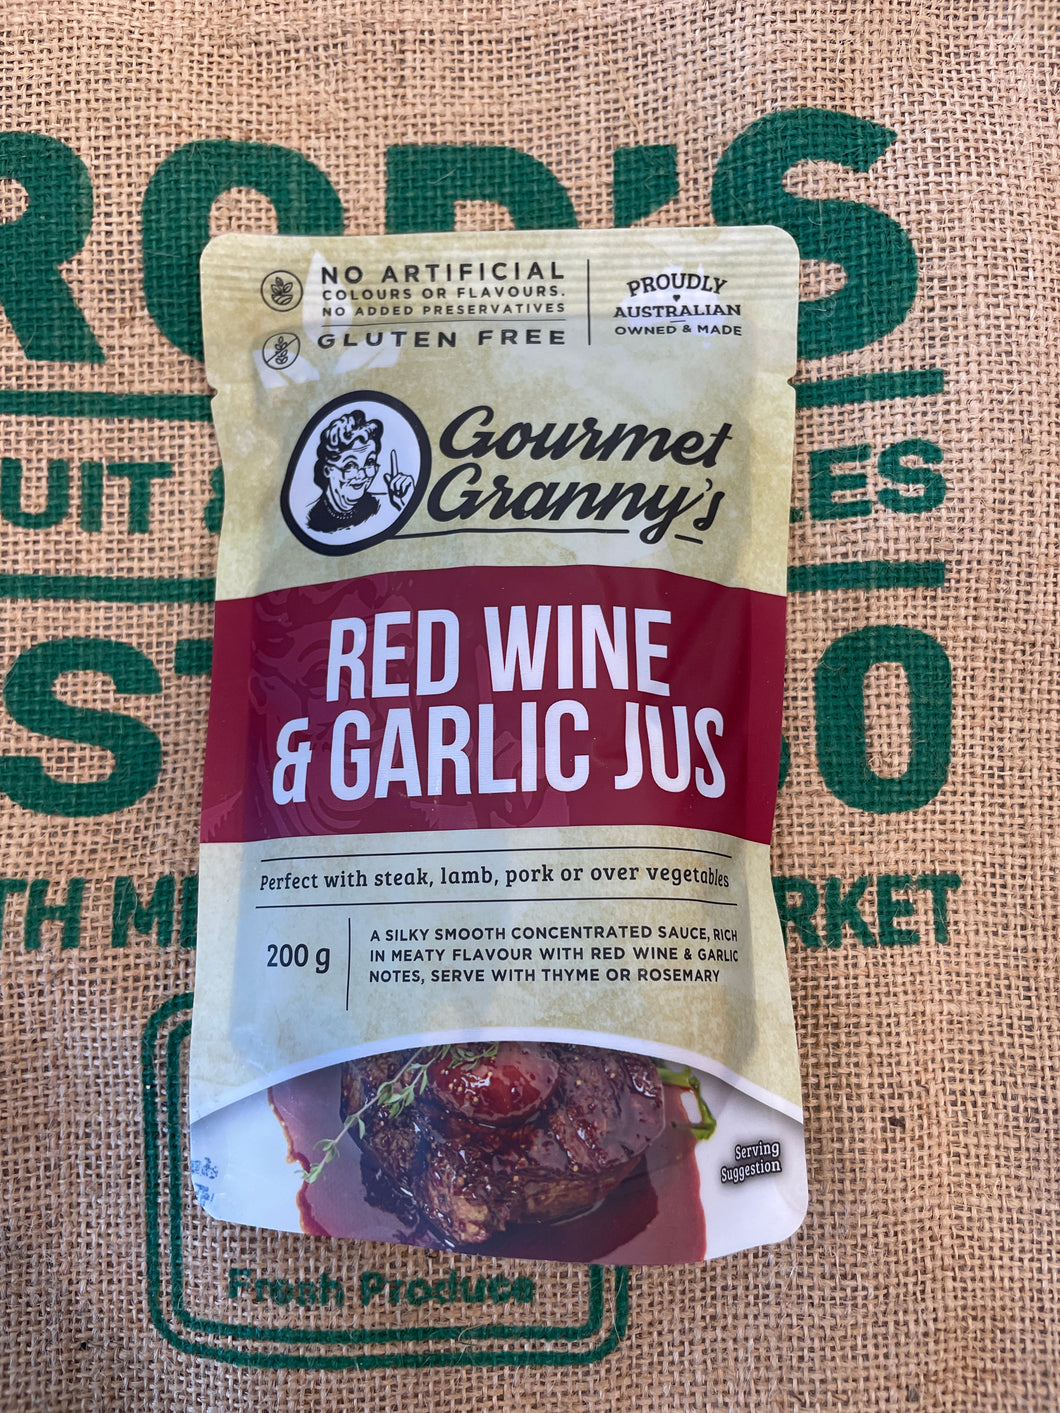 ROD'S
NO ARTIFICIAL
COLOURS OR FLAVOURS.
NO ADDED PRESERVATIVES
GLUTEN FREE
PROUDLY
AUSTRALIAN
OWNED & MADE
Gourmet
Granny's
RED WINE
& GARLIC JUS
Perfect with steak, lamb, pork or over vegetables
200 g
A SILKY SMOOTH CONCENTRATED SAUCE, RICH
IN MEATY FLAVOUR WITH RED WINE & GARLIC
NOTES, SERVE WITH THYME OR ROSEMARY
Serving
Suggestion
Fresh Produce